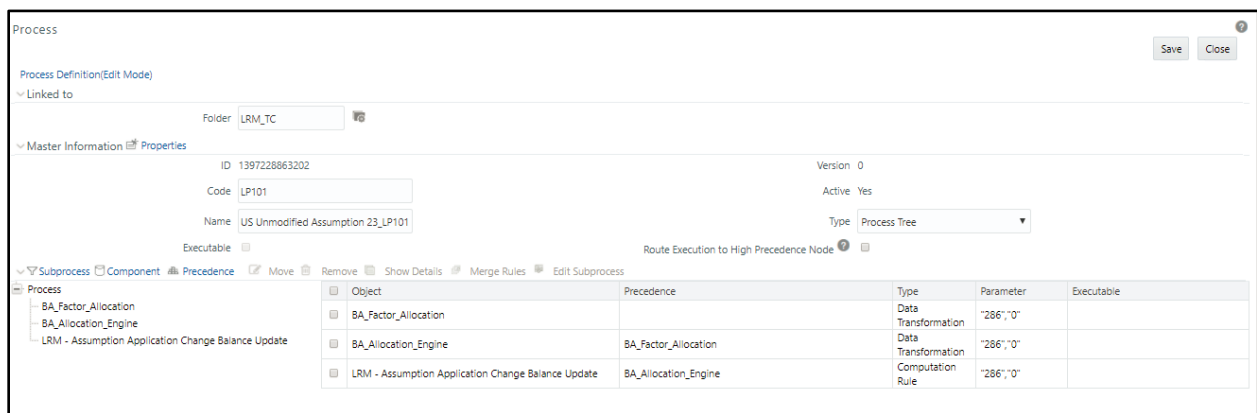 Process
Save Close
Process Definition(Edit Mode)
Linked to
Folder LRM_TC
Master Information Properties
ID 1397228863202 Version 0
Code LP101 Active Yes
Name US Unmodified Assumption 23_LP101 Type Process Tree
Executable Route Execution to High Precedence Node ?
Subprocess Component Precedence Move Remove Show Details Merge Rules Edit Subprocess
Process
BA_Factor_Allocation
BA_Allocation_Engine
LRM - Assumption Application Change Balance Update
Object Precedence Type Parameter Executable
BA_Factor_Allocation Data Transformation "286","0"
BA_Allocation_Engine BA_Factor_Allocation Data Transformation "286","0"
LRM - Assumption Application Change Balance Update BA_Allocation_Engine Computation Rule "286","0"